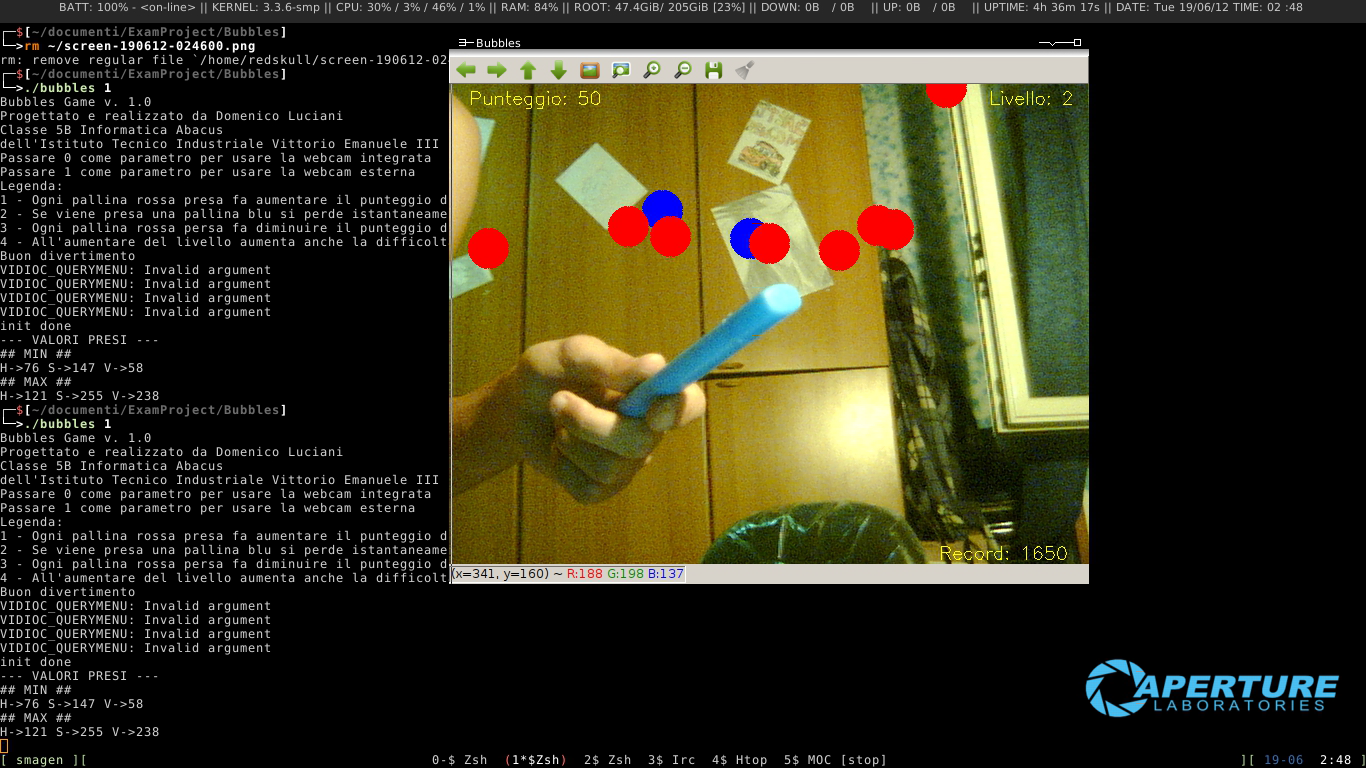 BATT: 100% - <on-line> || KERNEL: 3.3.6-smp || CPU: 30% / 3% / 46% / 1% || RAM: 84% || ROOT: 47.4GiB/ 205GiB [23%] || DOWN: 0B / 0B || UP: 0B / 0B || UPTIME: 4h 36m 17s || DATE: Tue 19/06/12 TIME: 02 :48
$[~/documenti/ExamProject/Bubbles]
>rm ~/screen-190612-024600.png
rm: remove regular file `/home/redskull/screen-190612-02
$[~/documenti/ExamProject/Bubbles]
>./bubbles 1
Bubbles Game v. 1.0
Progettato e realizzato da Domenico Luciani
Classe 5B Informatica Abacus
dell'Istituto Tecnico Industriale Vittorio Emanuele III
Passare 0 come parametro per usare la webcam integrata
Passare 1 come parametro per usare la webcam esterna
Legenda:
1 - Ogni pallina rossa presa fa aumentare il punteggio d
2 - Se viene presa una pallina blu si perde istantaneame
3 - Ogni pallina rossa persa fa diminuire il punteggio d
4 - All'aumentare del livello aumenta anche la difficolt
Buon divertimento
VIDIOC_QUERYMENU: Invalid argument
VIDIOC_QUERYMENU: Invalid argument
VIDIOC_QUERYMENU: Invalid argument
VIDIOC_QUERYMENU: Invalid argument
init done
--- VALORI PRESI ---
## MIN ##
H->76 S->147 V->58
## MAX ##
H->121 S->255 V->238
$[~/documenti/ExamProject/Bubbles]
>./bubbles 1
Bubbles Game v. 1.0
Progettato e realizzato da Domenico Luciani
Classe 5B Informatica Abacus
dell'Istituto Tecnico Industriale Vittorio Emanuele III
Passare 0 come parametro per usare la webcam integrata
Passare 1 come parametro per usare la webcam esterna
Legenda:
1 - Ogni pallina rossa presa fa aumentare il punteggio d
2 - Se viene presa una pallina blu si perde istantaneame
3 - Ogni pallina rossa persa fa diminuire il punteggio d
4 - All'aumentare del livello aumenta anche la difficolt
Buon divertimento
VIDIOC_QUERYMENU: Invalid argument
VIDIOC_QUERYMENU: Invalid argument
VIDIOC_QUERYMENU: Invalid argument
VIDIOC_QUERYMENU: Invalid argument
init done
--- VALORI PRESI ---
## MIN ##
H->76 S->147 V->58
## MAX ##
H->121 S->255 V->238
Bubbles
Punteggio: 50
Livello: 2
Record: 1650
(x=341, y=160) ~ R:188 G:198 B:137
APERTURE
LABORATORIES
[ smagen ][ 0-$ Zsh (1*$Zsh) 2$ Zsh 3$ Irc 4$ Htop 5$ MOC [stop] ][ 19-06 2:48 ]